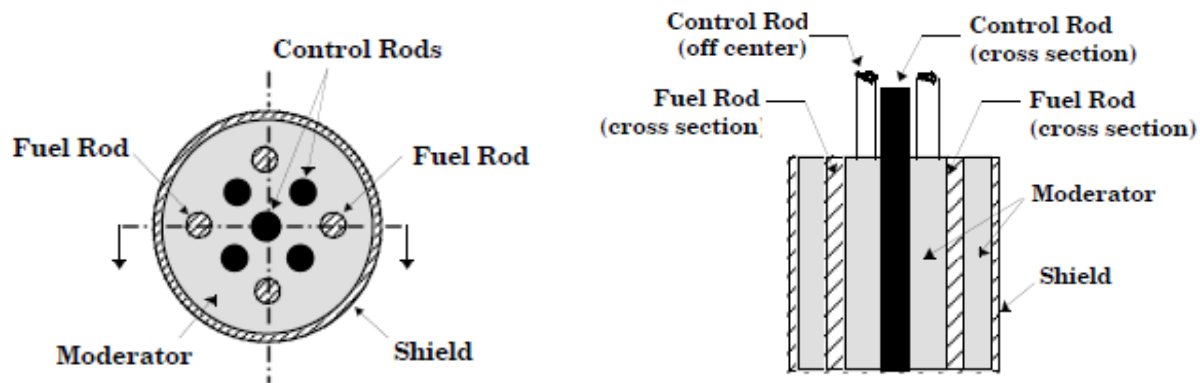 Control Rods
Fuel Rod
Fuel Rod
Moderator
Shield
Control Rod
(off center)
Control Rod
(cross section)
Fuel Rod
(cross section)
Fuel Rod
(cross section)
Moderator
Shield